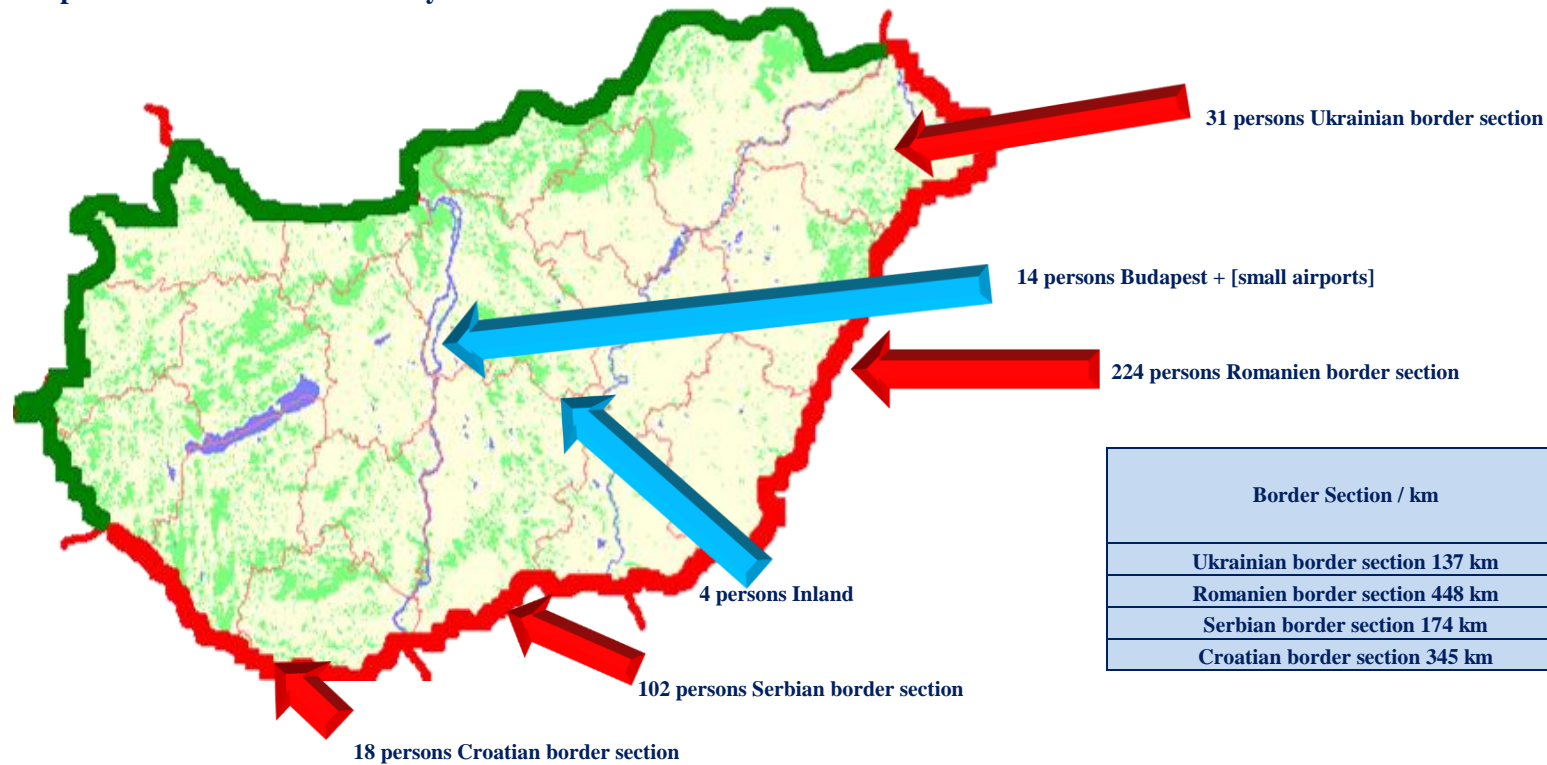 31 persons Ukrainian border section
14 persons Budapest + [small airports]
224 persons Romanien border section
Border Section / km
Ukrainian border section 137 km
Romanien border section 448 km
Serbian border section 174 km
Croatian border section 345 km
4 persons Inland
102 persons Serbian border section
18 persons Croatian border section